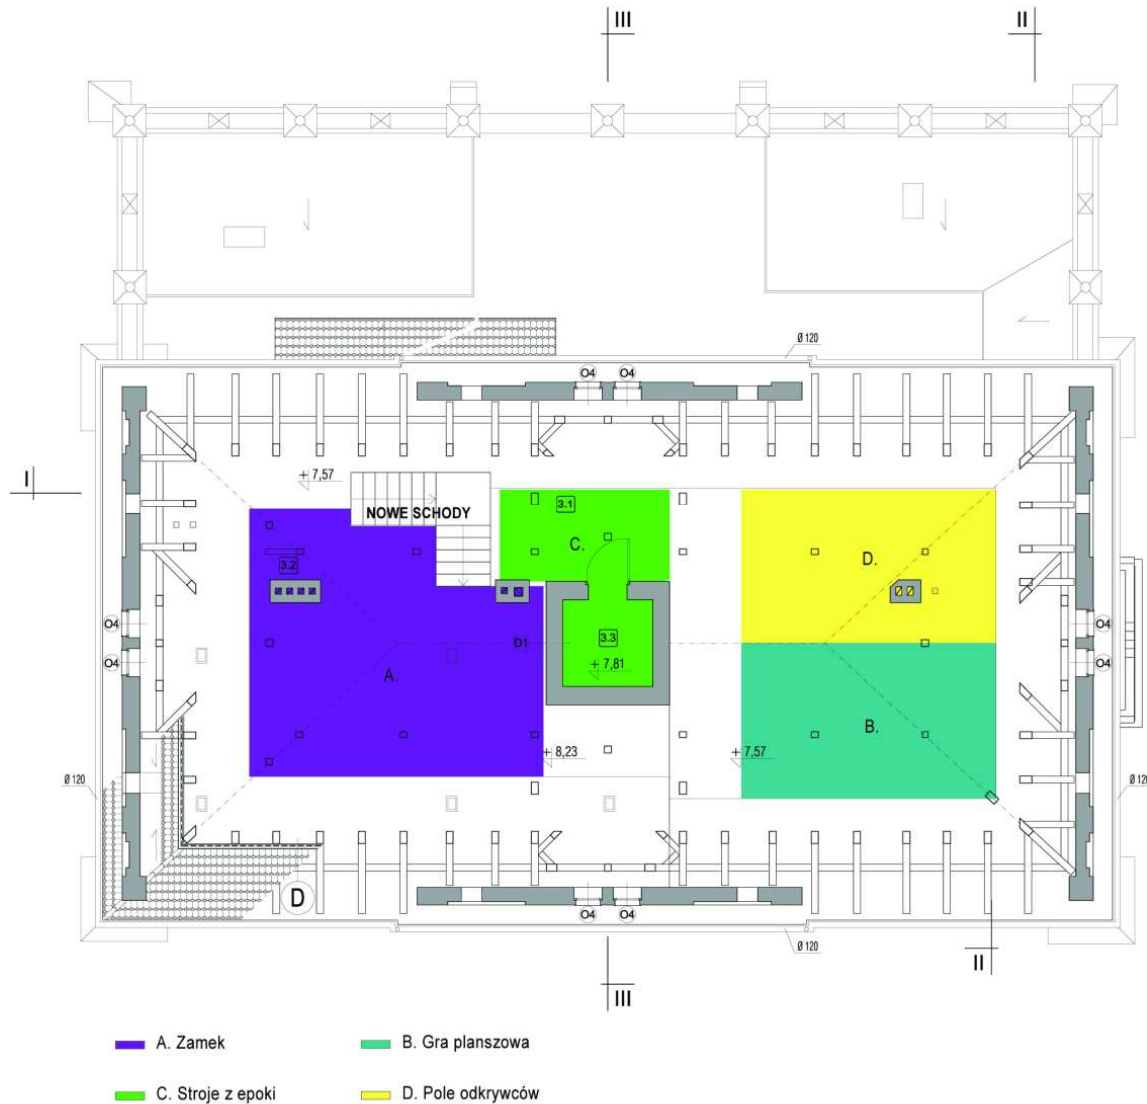 III
II
Ø 120
O4 O4
I
+ 7,57
NOWE SCHODY
3.1
C.
3.2
D.
O4
O4
D1
3.3
+ 7,81
A.
O4
O4
B.
+ 8,23
+ 7,57
Ø 120
Ø 120
D
O4 O4
Ø 120
II
III
A. Zamek
B. Gra planszowa
C. Stroje z epoki
D. Pole odkrywców